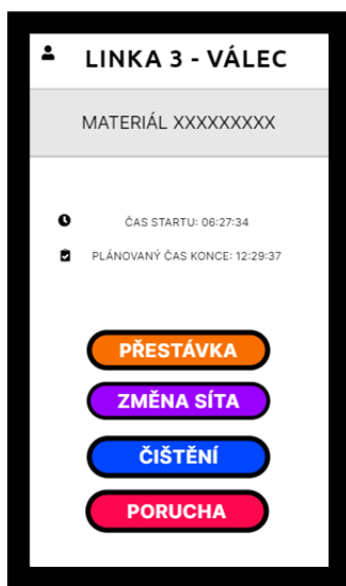 LINKA 3 - VÁLEC
MATERIÁL XXXXXXXXX
ČAS STARTU: 06:27:34
PLÁNOVANÝ ČAS KONCE: 12:29:37
PŘESTÁVKA
ZMĚNA SÍTA
ČIŠTĚNÍ
PORUCHA